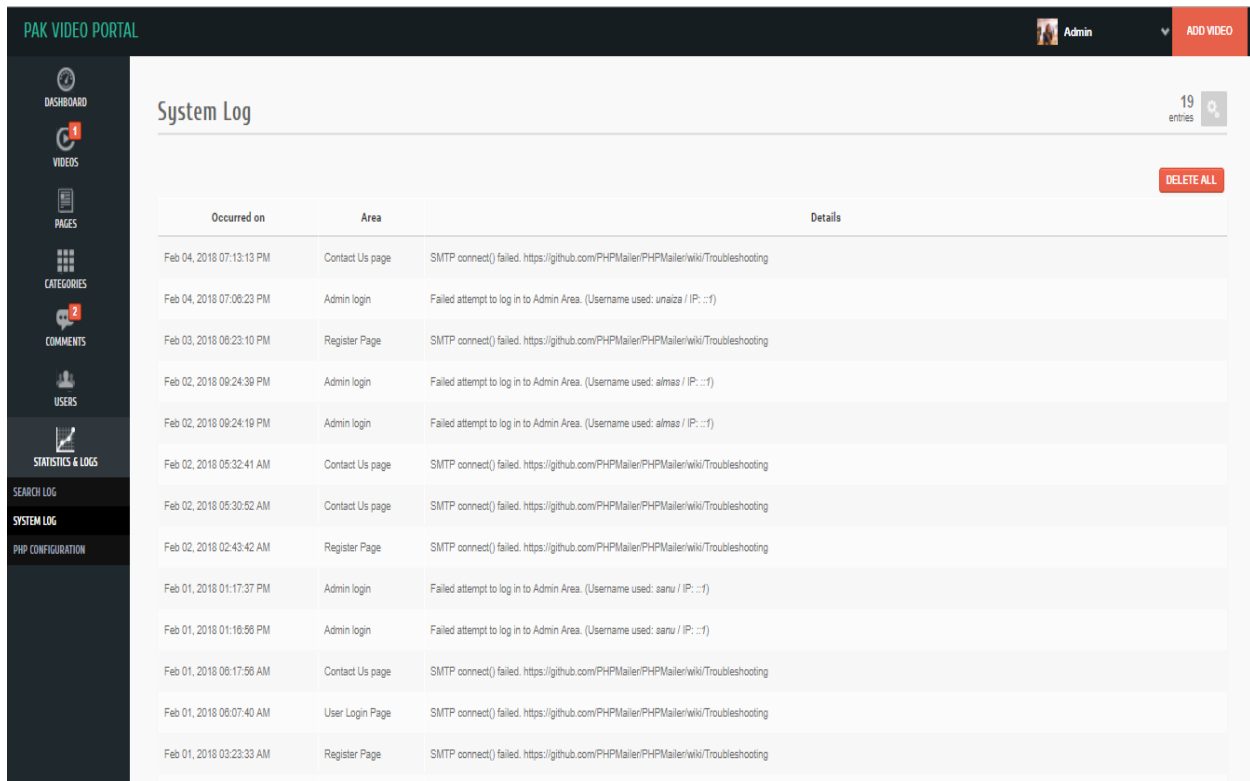 PAK VIDEO PORTAL
Admin
ADD VIDEO
DASHBOARD
1
VIDEOS
PAGES
CATEGORIES
2
COMMENTS
USERS
STATISTICS & LOGS
SEARCH LOG
SYSTEM LOG
PHP CONFIGURATION
System Log
19
entries
DELETE ALL
Occurred on Area Details
Feb 04, 2018 07:13:13 PM Contact Us page SMTP connect() failed. https://github.com/PHPMailer/PHPMailer/wiki/Troubleshooting
Feb 04, 2018 07:06:23 PM Admin login Failed attempt to log in to Admin Area. (Username used: unaiza / IP: ::1)
Feb 03, 2018 06:23:10 PM Register Page SMTP connect() failed. https://github.com/PHPMailer/PHPMailer/wiki/Troubleshooting
Feb 02, 2018 09:24:39 PM Admin login Failed attempt to log in to Admin Area. (Username used: almas / IP: ::1)
Feb 02, 2018 09:24:19 PM Admin login Failed attempt to log in to Admin Area. (Username used: almas / IP: ::1)
Feb 02, 2018 05:32:41 AM Contact Us page SMTP connect() failed. https://github.com/PHPMailer/PHPMailer/wiki/Troubleshooting
Feb 02, 2018 05:30:52 AM Contact Us page SMTP connect() failed. https://github.com/PHPMailer/PHPMailer/wiki/Troubleshooting
Feb 02, 2018 02:43:42 AM Register Page SMTP connect() failed. https://github.com/PHPMailer/PHPMailer/wiki/Troubleshooting
Feb 01, 2018 01:17:37 PM Admin login Failed attempt to log in to Admin Area. (Username used: sanu / IP: ::1)
Feb 01, 2018 01:16:56 PM Admin login Failed attempt to log in to Admin Area. (Username used: sanu / IP: ::1)
Feb 01, 2018 06:17:56 AM Contact Us page SMTP connect() failed. https://github.com/PHPMailer/PHPMailer/wiki/Troubleshooting
Feb 01, 2018 06:07:40 AM User Login Page SMTP connect() failed. https://github.com/PHPMailer/PHPMailer/wiki/Troubleshooting
Feb 01, 2018 03:23:33 AM Register Page SMTP connect() failed. https://github.com/PHPMailer/PHPMailer/wiki/Troubleshooting